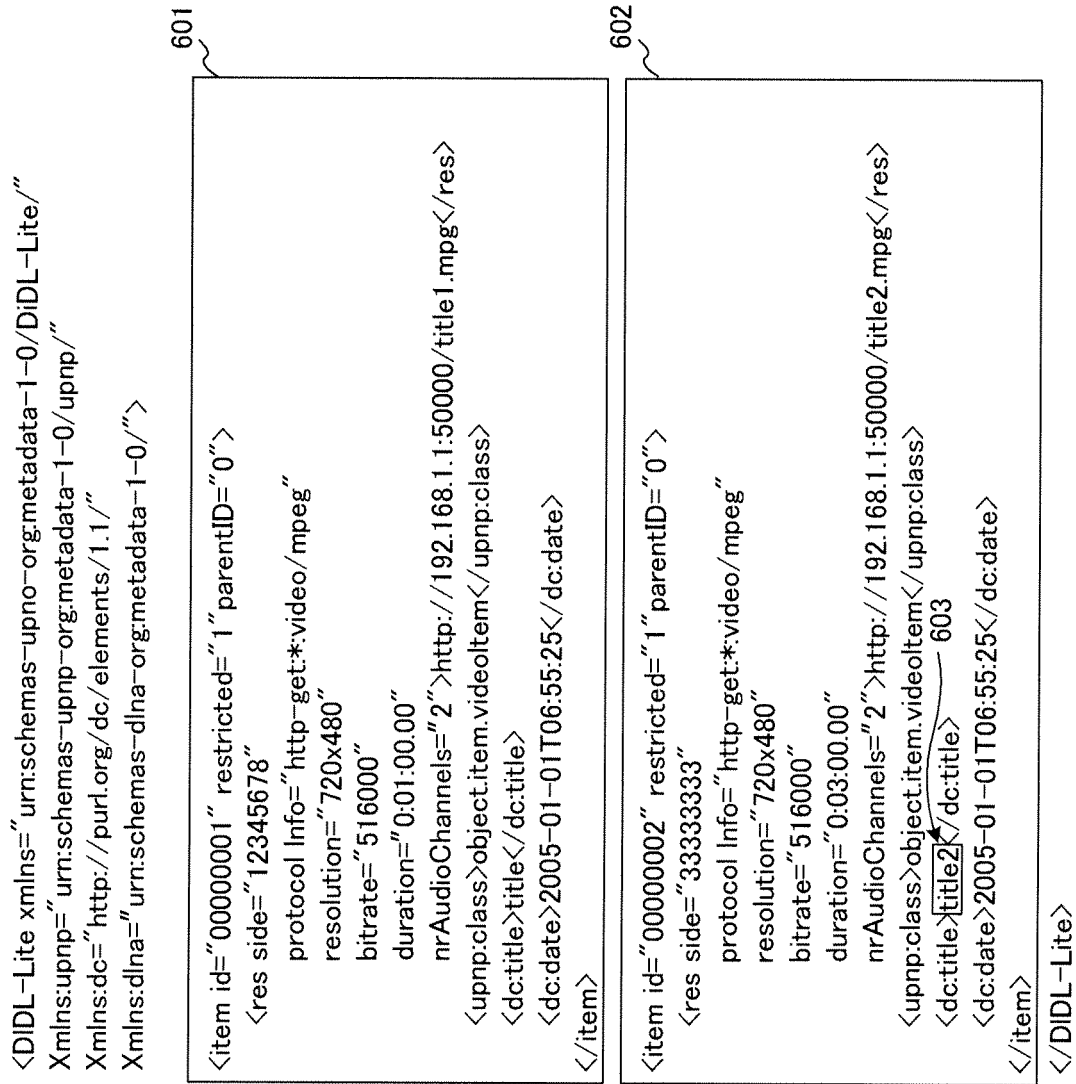 <DIDL-Lite xmlns="urn:schemas-upno-org:metadata-1-0/DiDL-Lite/"
Xmlns:upnp="urn:schemas-upnp-org:metadata-1-0/upnp/"
Xmlns:dc="http://purl.org/dc/elements/1.1/"
Xmlns:dlna="urn:schemas-dlna-org:metadata-1-0/">
601
<item id="00000001" restricted="1" parentID="0">
<res side="12345678"
protocol Info="http-get:*:video/mpeg"
resolution="720x480"
bitrate="516000"
duration="0:01:00.00"
nrAudioChannels="2">http://192.168.1.1:50000/title1.mpg</res>
<upnp:class>object.item.videoItem</upnp:class>
<dc:title>title</dc:title>
<dc:date>2005-01-01T06:55:25</dc:date>
</item>
602
<item id="00000002" restricted="1" parentID="0">
<res side="33333333"
protocol Info="http-get:*:video/mpeg"
resolution="720x480"
bitrate="516000"
duration="0:03:00.00"
nrAudioChannels="2">http://192.168.1.1:50000/title2.mpg</res>
<upnp:class>object.item.videoItem</upnp:class>
<dc:title>title2</dc:title>
603
<dc:date>2005-01-01T06:55:25</dc:date>
</item>
</DIDL-Lite>